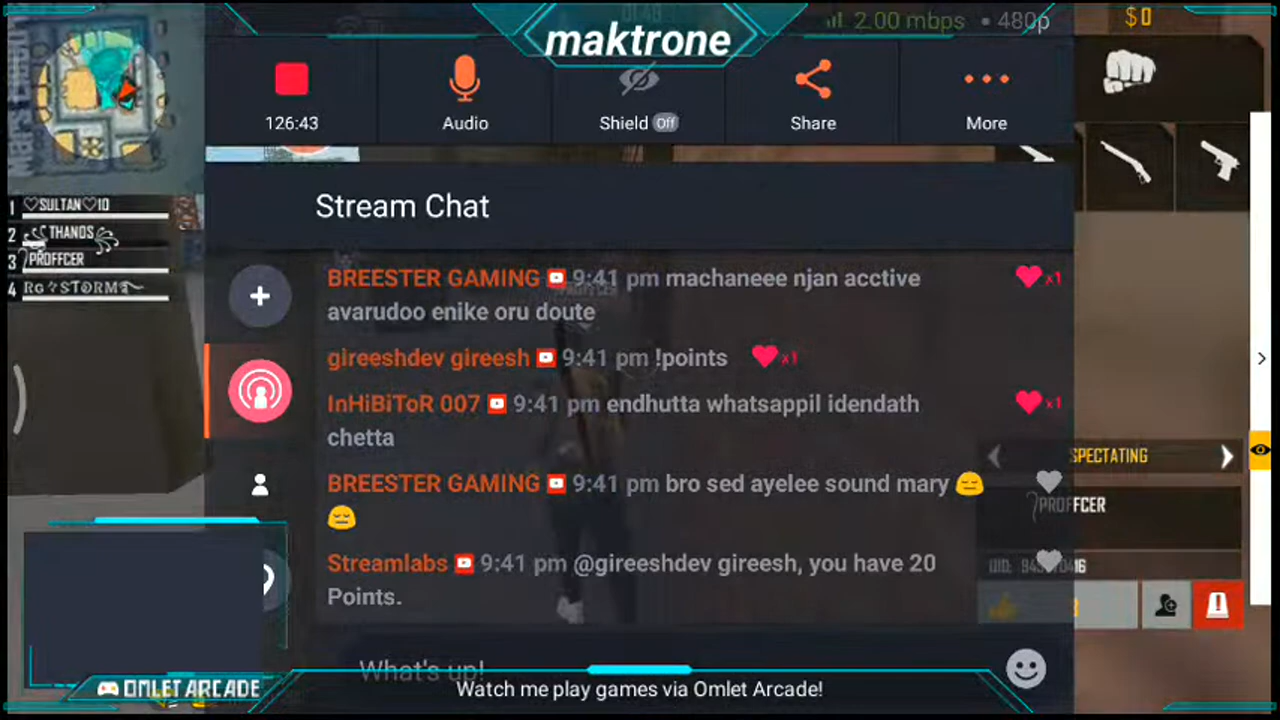 maktrone
2.00 mbps • 480p
$0
126:43
Audio
Shield Off
Share
More
Stream Chat
1 ♡SULTAN♡10
2 THANOS
3 PROFFCER
4
BREESTER GAMING 9:41 pm machaneee njan acctive ❤x1
avarudoo enike oru doute
gireeshdev gireesh 9:41 pm !points ❤x1
InHiBiToR 007 9:41 pm endhutta whatsappil idendath ❤x1
chetta
BREESTER GAMING 9:41 pm bro sed ayelee sound mary 😔
😔
Streamlabs 9:41 pm @gireeshdev gireesh, you have 20
Points.
SPECTATING
PROFFCER
What's up!
OMLET ARCADE
Watch me play games via Omlet Arcade!